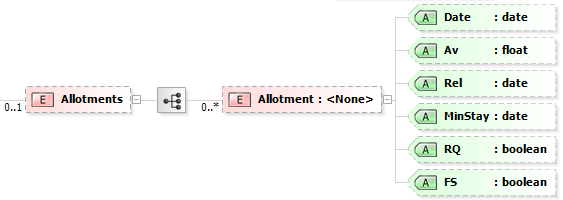 A Date : date
A Av : float
A Rel : date
0..1 E Allotments 0..* E Allotment : <None>
A MinStay : date
A RQ : boolean
A FS : boolean